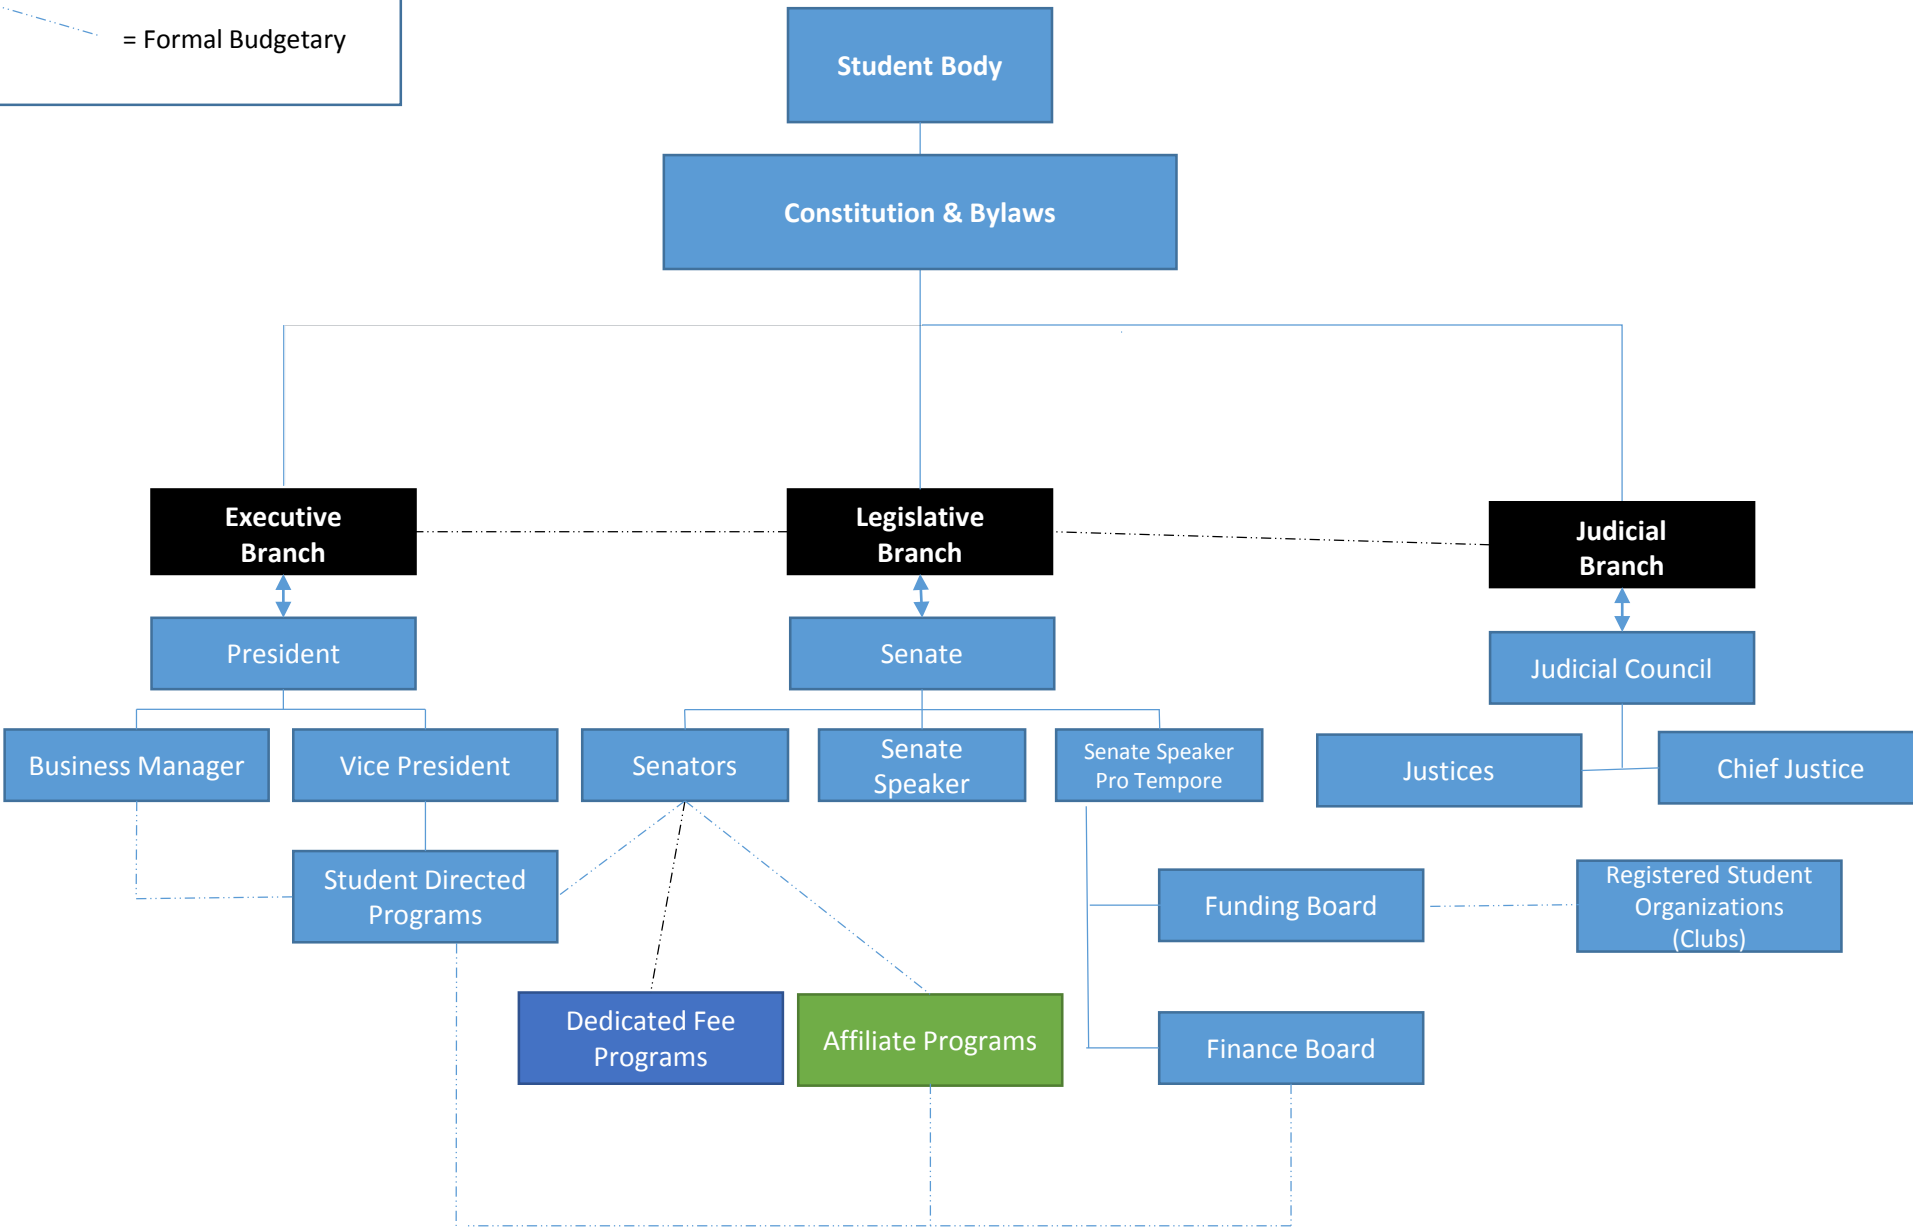 = Formal Budgetary
Student Body
Constitution & Bylaws
Executive
Branch
Legislative
Branch
Judicial
Branch
President
Senate
Judicial Council
Business Manager
Vice President
Senators
Senate
Speaker
Senate Speaker
Pro Tempore
Justices
Chief Justice
Student Directed
Programs
Funding Board
Registered Student
Organizations
(Clubs)
Dedicated Fee
Programs
Affiliate Programs
Finance Board